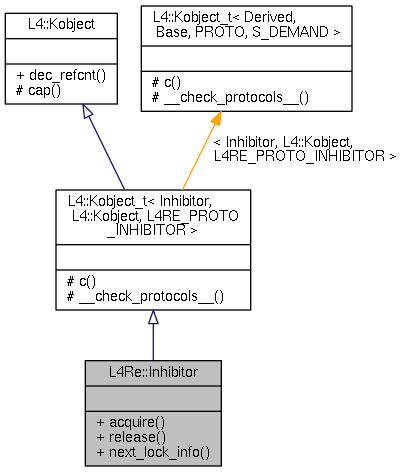 L4::Kobject
+ dec_refcnt()
# cap()
L4::Kobject_t< Derived,
Base, PROTO, S_DEMAND >
# c()
# __check_protocols__()
< Inhibitor, L4::Kobject,
L4RE_PROTO_INHIBITOR >
L4::Kobject_t< Inhibitor,
L4::Kobject, L4RE_PROTO
_INHIBITOR >
# c()
# __check_protocols__()
L4Re::Inhibitor
+ acquire()
+ release()
+ next_lock_info()